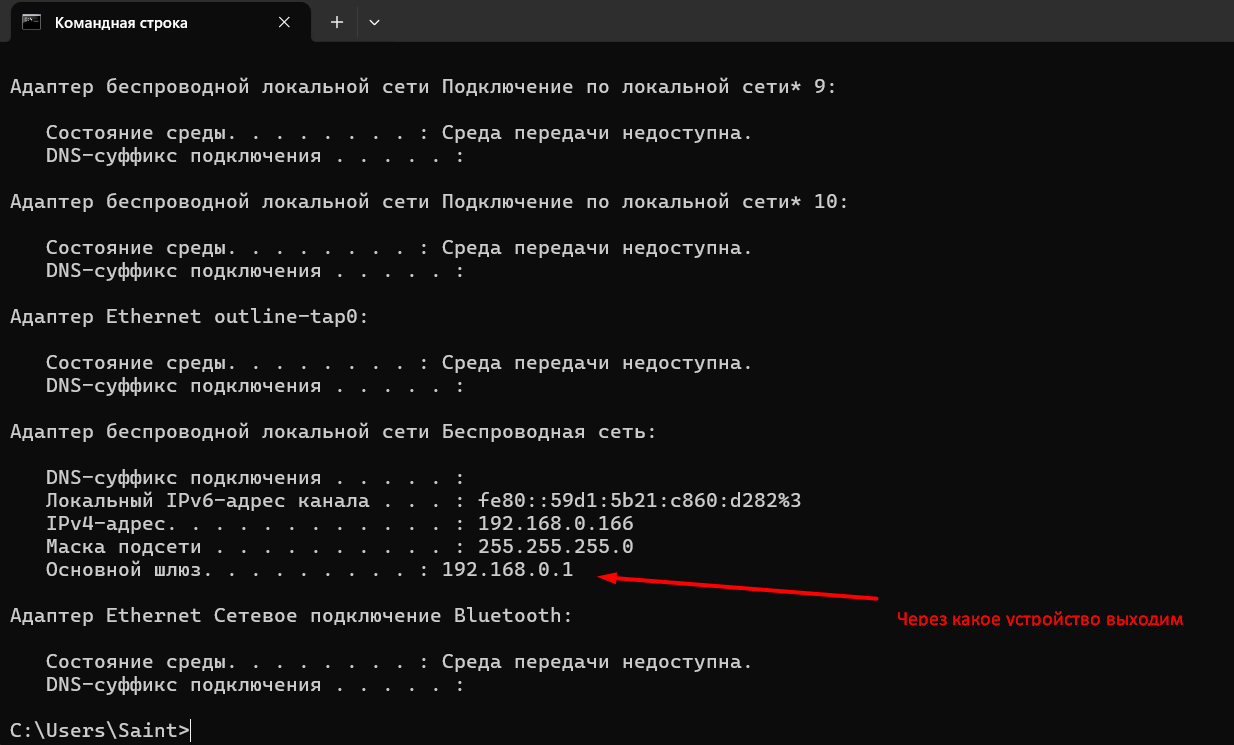 Командная строка
Адаптер беспроводной локальной сети Подключение по локальной сети* 9:
Состояние среды. . . . . . . . : Среда передачи недоступна.
DNS-суффикс подключения . . . . . :
Адаптер беспроводной локальной сети Подключение по локальной сети* 10:
Состояние среды. . . . . . . . : Среда передачи недоступна.
DNS-суффикс подключения . . . . . :
Адаптер Ethernet outline-tap0:
Состояние среды. . . . . . . . : Среда передачи недоступна.
DNS-суффикс подключения . . . . . :
Адаптер беспроводной локальной сети Беспроводная сеть:
DNS-суффикс подключения . . . . . :
Локальный IPv6-адрес канала . . . : fe80::59d1:5b21:c860:d282%3
IPv4-адрес. . . . . . . . . . . . : 192.168.0.166
Маска подсети . . . . . . . . . . : 255.255.255.0
Основной шлюз. . . . . . . . . : 192.168.0.1
Через какое устройство выходим
Адаптер Ethernet Сетевое подключение Bluetooth:
Состояние среды. . . . . . . . : Среда передачи недоступна.
DNS-суффикс подключения . . . . . :
C:\Users\Saint>